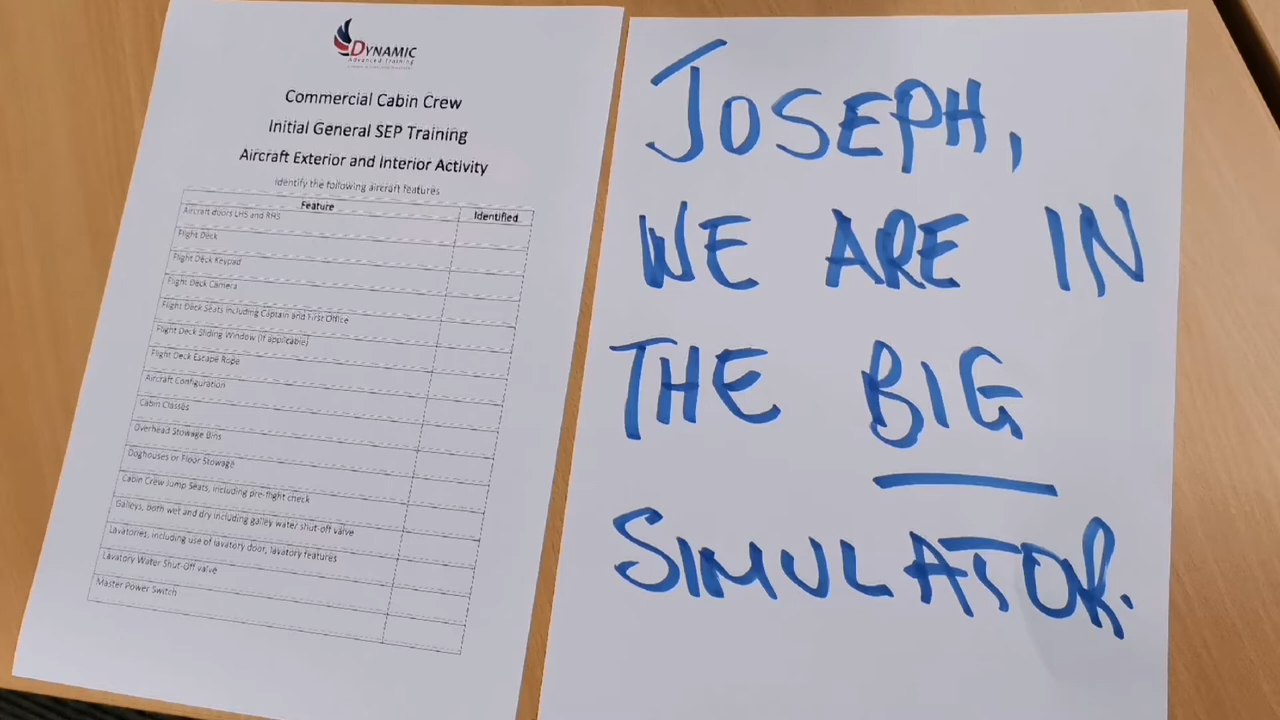 DYNAMIC
Advanced Training
Commercial Cabin Crew
Initial General SEP Training
Aircraft Exterior and Interior Activity
Identify the following aircraft features
Feature Identified
Aircraft doors LHS and RHS
Flight Deck
Flight Deck Keypad
Flight Deck Camera
Flight Deck Seats including Captain and First Office
Flight Deck Sliding Window (if applicable)
Flight Deck Escape Rope
Aircraft Configuration
Cabin Classes
Overhead Stowage Bins
Doghouses or Floor Stowage
Cabin Crew Jump Seats, including pre-flight check
Galleys, both wet and dry including galley water shut-off valve
Lavatories, including use of lavatory door, lavatory features
Lavatory Water Shut-Off valve
Master Power Switch
JOSEPH,
WE ARE IN
THE BIG
SIMULATOR.